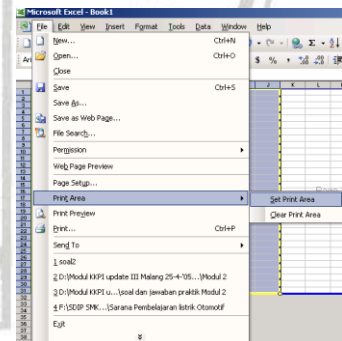 Microsoft Excel - Book1
File Edit View Insert Format Tools Data Window Help
New... Ctrl+N
Open... Ctrl+O
Close
Save Ctrl+S
Save As...
Save as Web Page...
File Search...
Permission
Web Page Preview
Page Setup...
Print Area
Set Print Area
Clear Print Area
Print Preview
Print... Ctrl+P
Send To
1 soal2
2 D:\Modul KKPI update III Malang 25-4-'05...\Modul 2
3 D:\Modul KKPI u...\soal dan jawaban praktik Modul 2
4 F:\SDIP SMK...\Sarana Pembelajaran listrik Otomotif
Exit